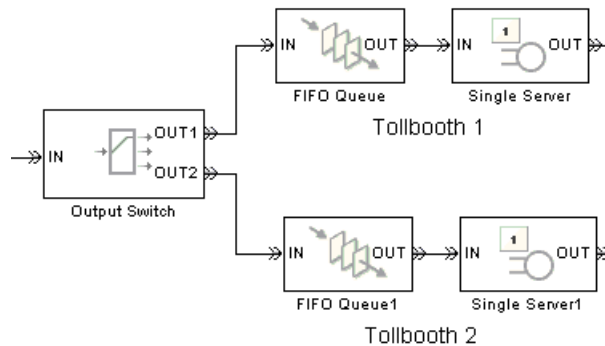 IN
OUT
FIFO Queue
IN
1
OUT
Single Server
Tollbooth 1
IN
OUT1
OUT2
Output Switch
IN
OUT
FIFO Queue1
IN
1
OUT
Single Server1
Tollbooth 2